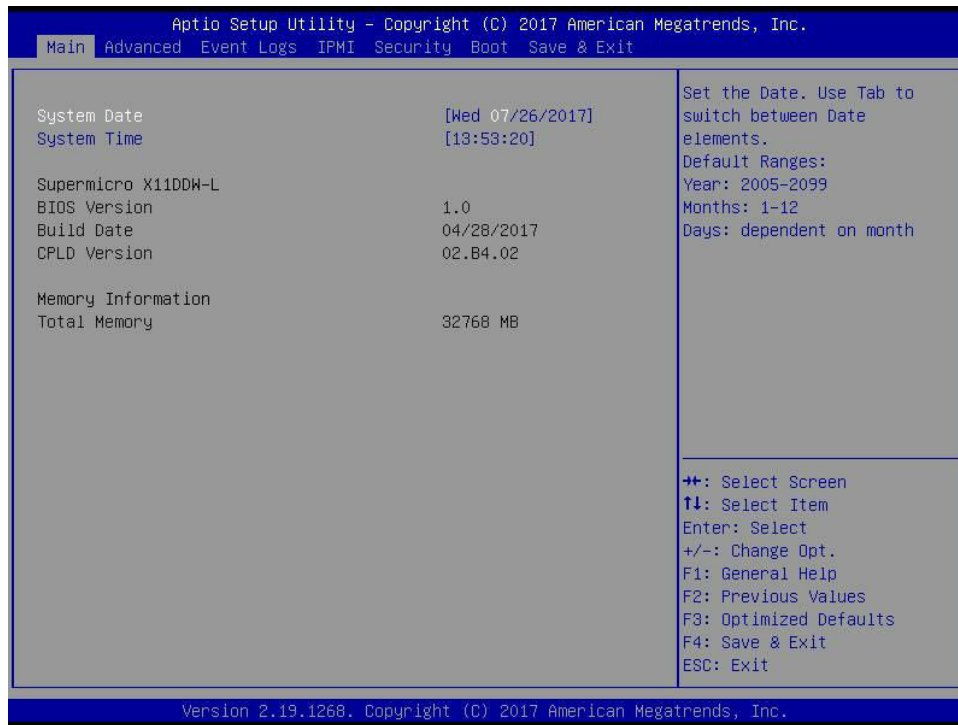 Aptio Setup Utility – Copyright (C) 2017 American Megatrends, Inc.
Main Advanced Event Logs IPMI Security Boot Save & Exit
System Date [Wed 07/26/2017]
System Time [13:53:20]
Supermicro X11DDW-L
BIOS Version 1.0
Build Date 04/28/2017
CPLD Version 02.B4.02
Memory Information
Total Memory 32768 MB
Set the Date. Use Tab to
switch between Date
elements.
Default Ranges:
Year: 2005-2099
Months: 1-12
Days: dependent on month
→←: Select Screen
↑↓: Select Item
Enter: Select
+/-: Change Opt.
F1: General Help
F2: Previous Values
F3: Optimized Defaults
F4: Save & Exit
ESC: Exit
Version 2.19.1268. Copyright (C) 2017 American Megatrends, Inc.